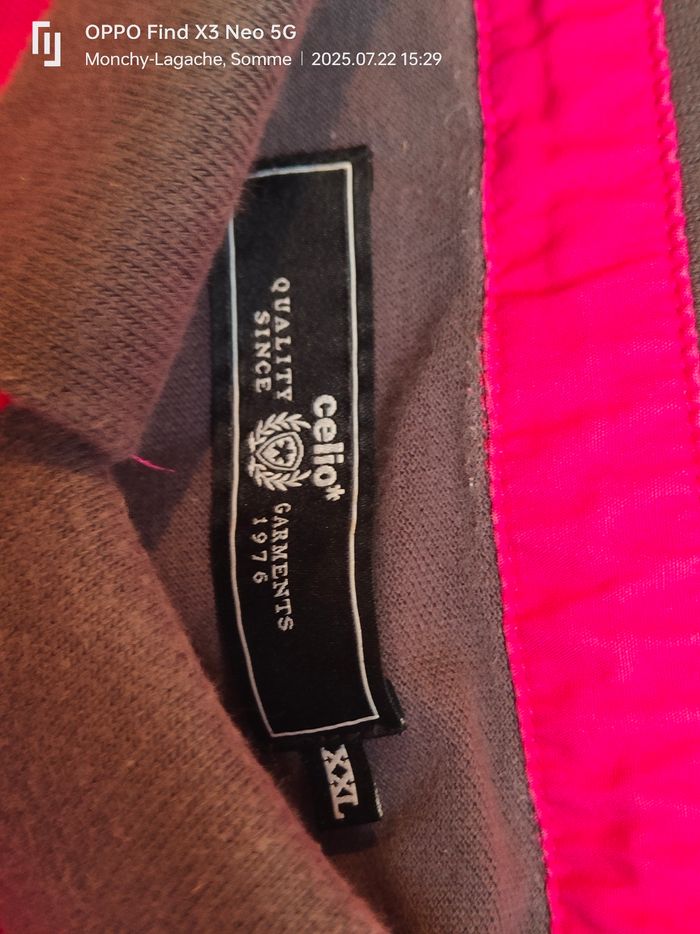 OPPO Find X3 Neo 5G
Monchy-Lagache, Somme | 2025.07.22 15:29
celio*
QUALITY GARMENTS
SINCE 1976
XXL